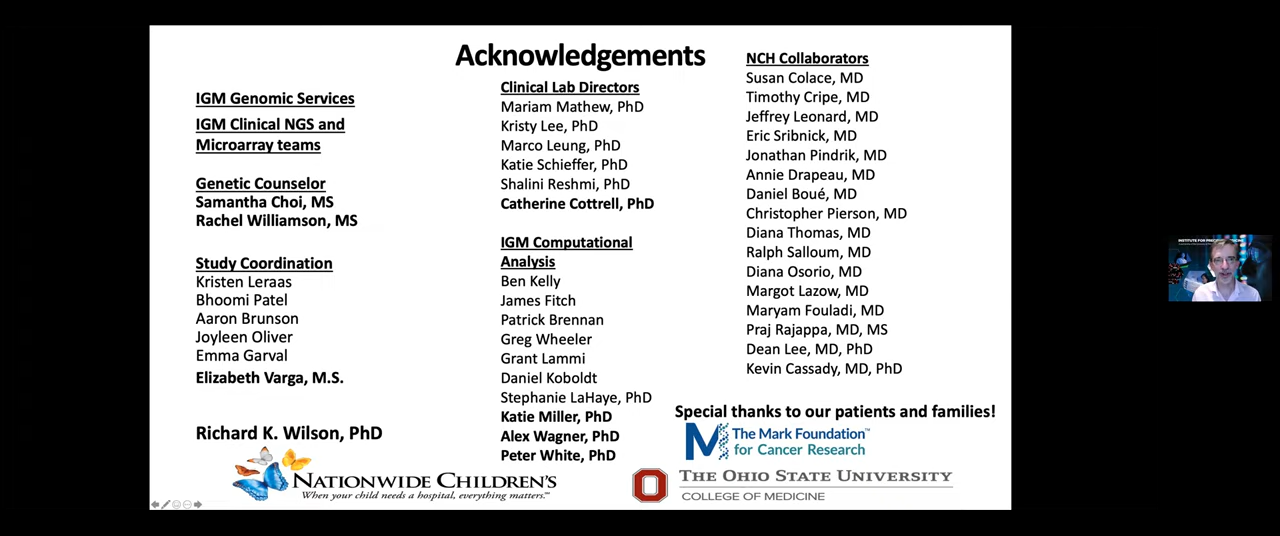 Acknowledgements
IGM Genomic Services
IGM Clinical NGS and
Microarray teams
Genetic Counselor
Samantha Choi, MS
Rachel Williamson, MS
Study Coordination
Kristen Leraas
Bhoomi Patel
Aaron Brunson
Joyleen Oliver
Emma Garval
Elizabeth Varga, M.S.
Richard K. Wilson, PhD
Clinical Lab Directors
Mariam Mathew, PhD
Kristy Lee, PhD
Marco Leung, PhD
Katie Schieffer, PhD
Shalini Reshmi, PhD
Catherine Cottrell, PhD
IGM Computational
Analysis
Ben Kelly
James Fitch
Patrick Brennan
Greg Wheeler
Grant Lammi
Daniel Koboldt
Stephanie LaHaye, PhD
Katie Miller, PhD
Alex Wagner, PhD
Peter White, PhD
NCH Collaborators
Susan Colace, MD
Timothy Cripe, MD
Jeffrey Leonard, MD
Eric Sribnick, MD
Jonathan Pindrik, MD
Annie Drapeau, MD
Daniel Boué, MD
Christopher Pierson, MD
Diana Thomas, MD
Ralph Salloum, MD
Diana Osorio, MD
Margot Lazow, MD
Maryam Fouladi, MD
Praj Rajappa, MD, MS
Dean Lee, MD, PhD
Kevin Cassady, MD, PhD
Special thanks to our patients and families!
The Mark Foundation™
for Cancer Research
NATIONWIDE CHILDREN'S
When your child needs a hospital, everything matters.℠
THE OHIO STATE UNIVERSITY
COLLEGE OF MEDICINE
INSTITUTE FOR